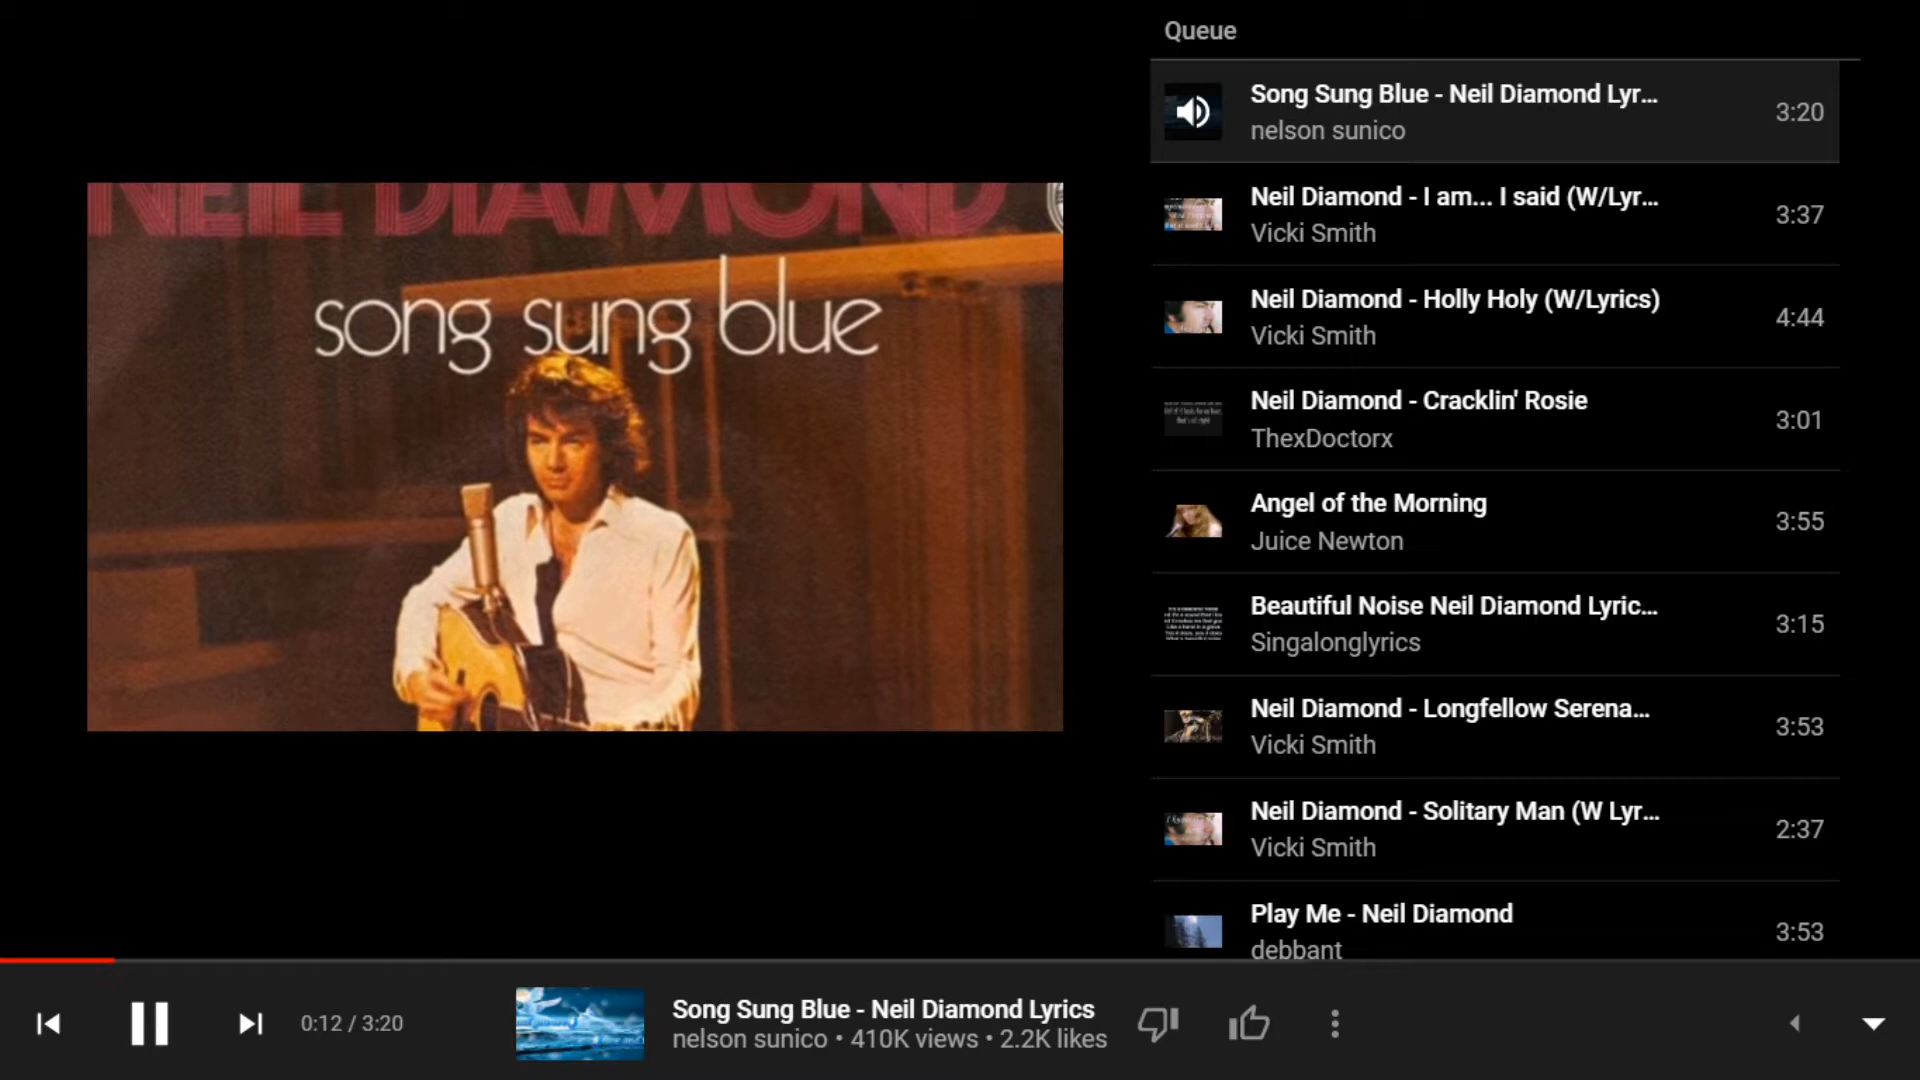 Queue
NEIL DIAMOND
song sung blue
Song Sung Blue - Neil Diamond Lyr...
nelson sunico
3:20
Neil Diamond - I am... I said (W/Lyr...
Vicki Smith
3:37
Neil Diamond - Holly Holy (W/Lyrics)
Vicki Smith
4:44
Neil Diamond - Cracklin' Rosie
ThexDoctorx
3:01
Angel of the Morning
Juice Newton
3:55
Beautiful Noise Neil Diamond Lyric...
Singalonglyrics
3:15
Neil Diamond - Longfellow Serena...
Vicki Smith
3:53
Neil Diamond - Solitary Man (W Lyr...
Vicki Smith
2:37
Play Me - Neil Diamond
debbant
3:53
0:12 / 3:20
Song Sung Blue - Neil Diamond Lyrics
nelson sunico • 410K views • 2.2K likes